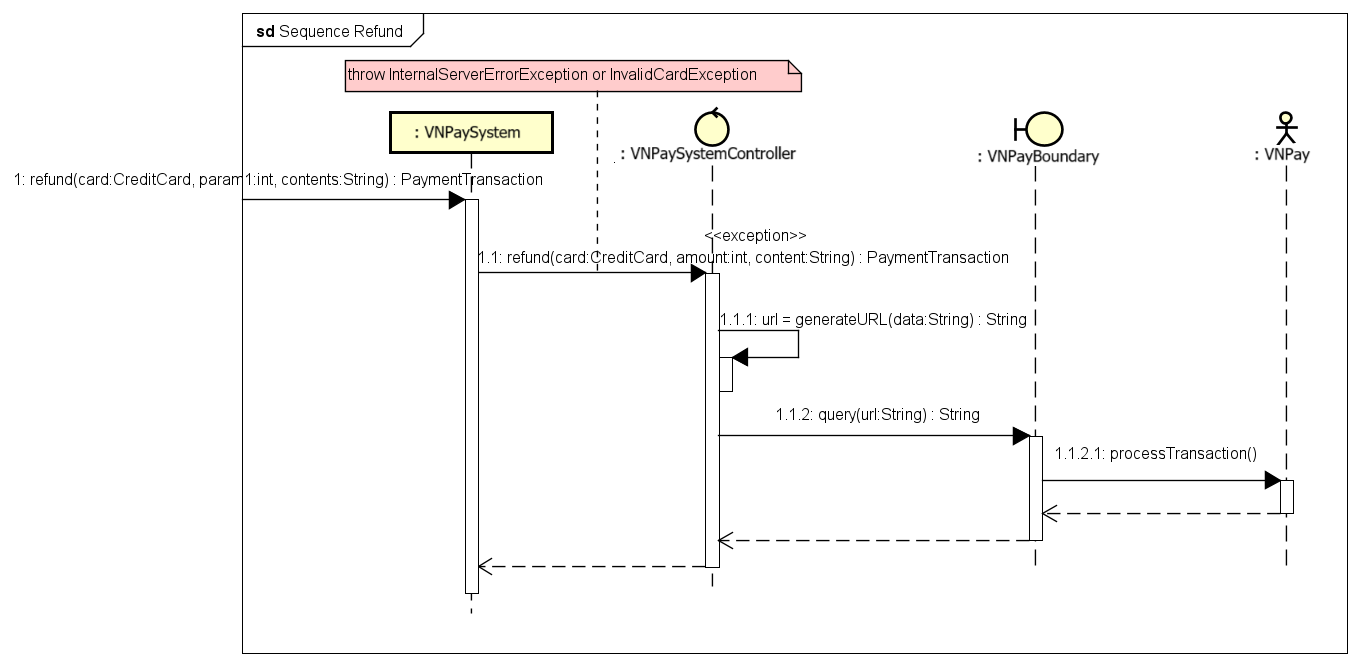 sd Sequence Refund
throw InternalServerErrorException or InvalidCardException
: VNPaySystem
: VNPaySystemController
: VNPayBoundary
: VNPay
1: refund(card:CreditCard, param1:int, contents:String) : PaymentTransaction
<<exception>>
1.1: refund(card:CreditCard, amount:int, content:String) : PaymentTransaction
1.1.1: url = generateURL(data:String) : String
1.1.2: query(url:String) : String
1.1.2.1: processTransaction()